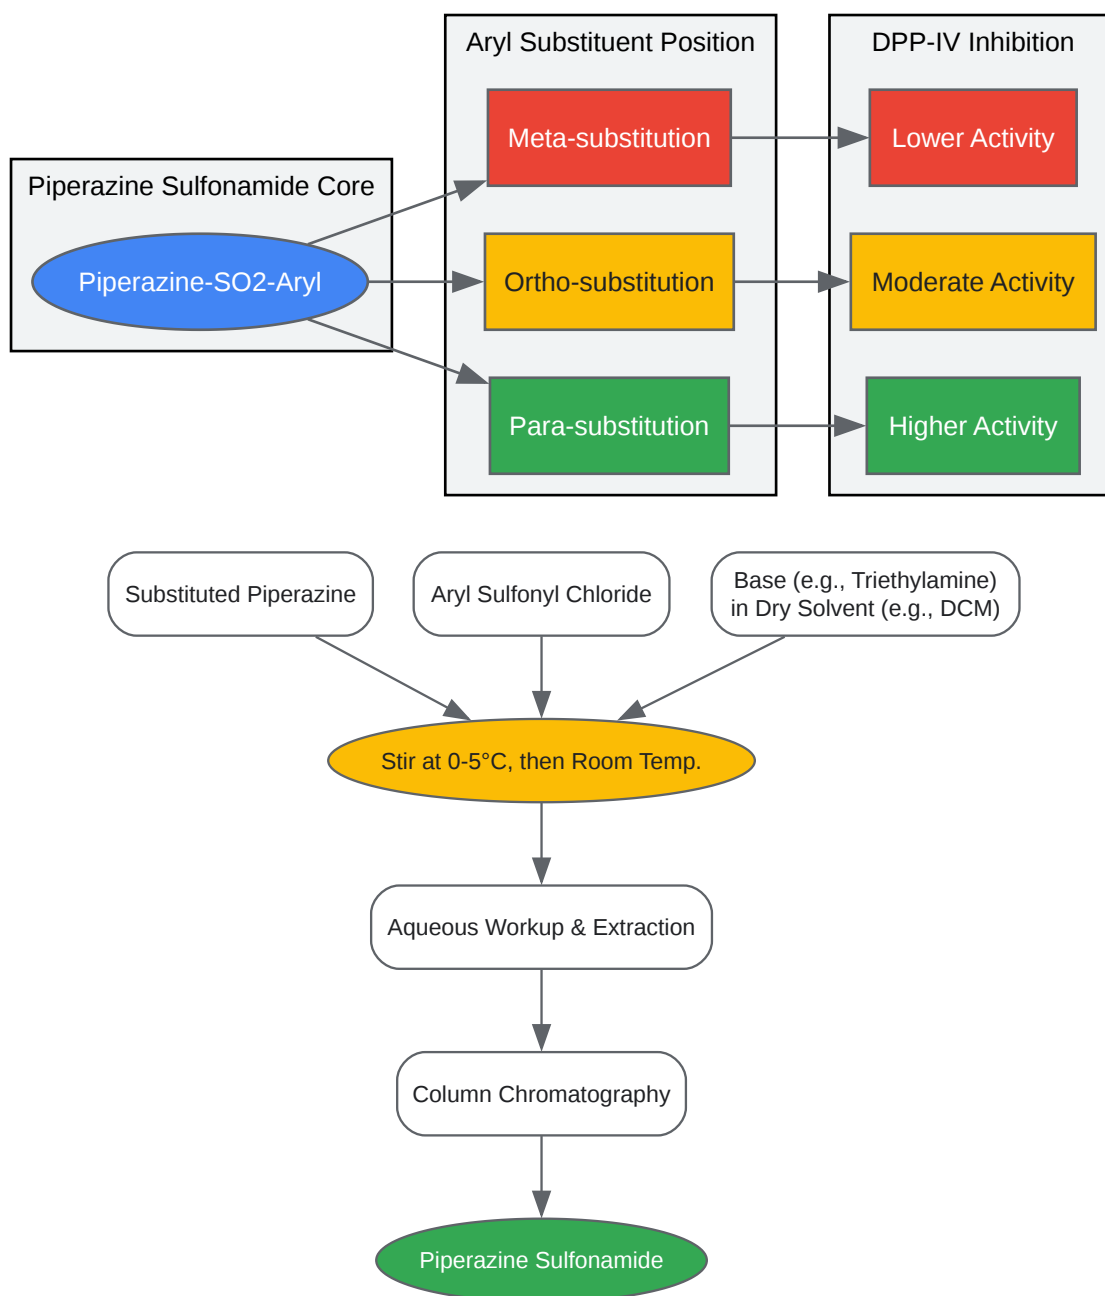 Aryl Substituent Position
DPP-IV Inhibition
Meta-substitution
Lower Activity
Piperazine Sulfonamide Core
Piperazine-SO2-Aryl
Ortho-substitution
Moderate Activity
Para-substitution
Higher Activity
Substituted Piperazine
Aryl Sulfonyl Chloride
Base (e.g., Triethylamine)
in Dry Solvent (e.g., DCM)
Stir at 0-5°C, then Room Temp.
Aqueous Workup & Extraction
Column Chromatography
Piperazine Sulfonamide